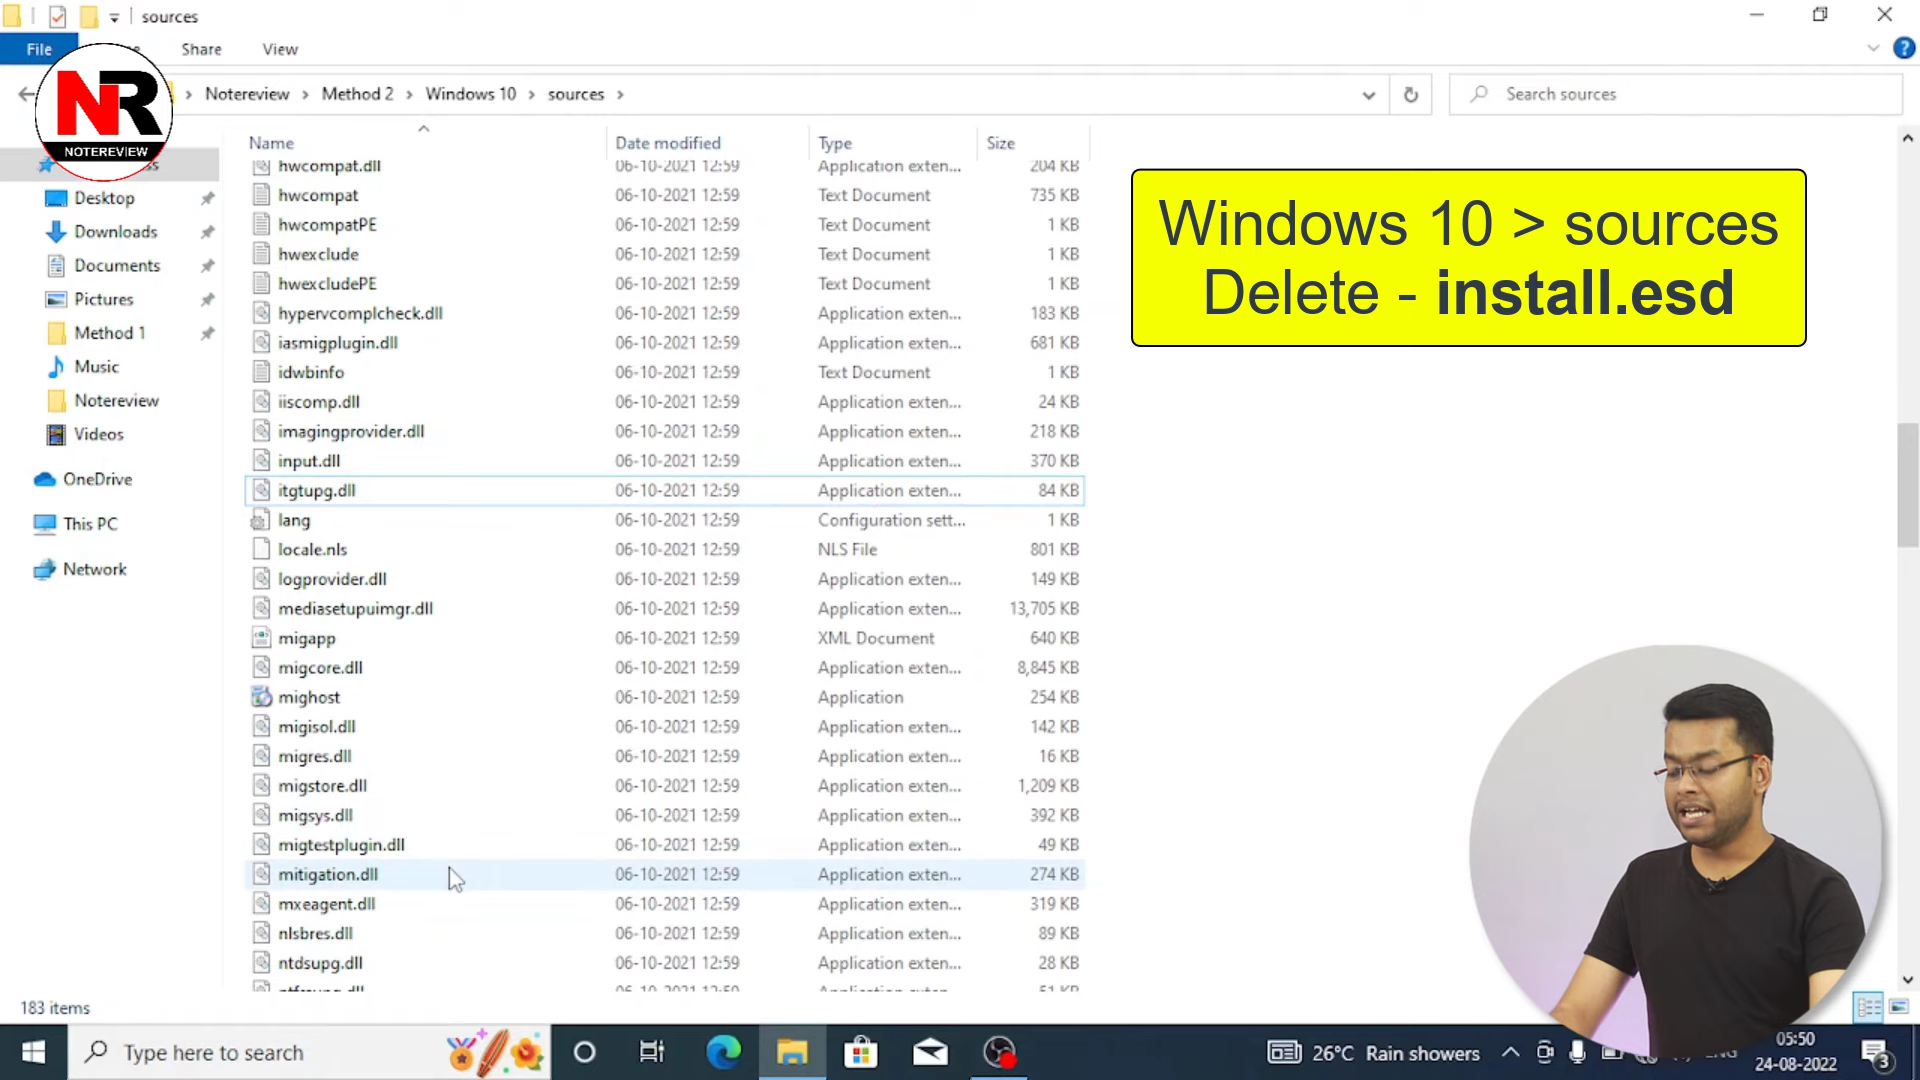 sources
File
Share
View
Notereview > Method 2 > Windows 10 > sources >
Search sources
NR
NOTEREVIEW
Name Date modified Type Size
hwcompat.dll 06-10-2021 12:59 Application exten... 204 KB
hwcompat 06-10-2021 12:59 Text Document 735 KB
hwcompatPE 06-10-2021 12:59 Text Document 1 KB
hwexclude 06-10-2021 12:59 Text Document 1 KB
hwexcludePE 06-10-2021 12:59 Text Document 1 KB
hypervcomplcheck.dll 06-10-2021 12:59 Application exten... 183 KB
iasmigplugin.dll 06-10-2021 12:59 Application exten... 681 KB
idwbinfo 06-10-2021 12:59 Text Document 1 KB
iiscomp.dll 06-10-2021 12:59 Application exten... 24 KB
imagingprovider.dll 06-10-2021 12:59 Application exten... 218 KB
input.dll 06-10-2021 12:59 Application exten... 370 KB
itgtupg.dll 06-10-2021 12:59 Application exten... 84 KB
lang 06-10-2021 12:59 Configuration sett... 1 KB
locale.nls 06-10-2021 12:59 NLS File 801 KB
logprovider.dll 06-10-2021 12:59 Application exten... 149 KB
mediasetupuimgr.dll 06-10-2021 12:59 Application exten... 13,705 KB
migapp 06-10-2021 12:59 XML Document 640 KB
migcore.dll 06-10-2021 12:59 Application exten... 8,845 KB
mighost 06-10-2021 12:59 Application 254 KB
migisol.dll 06-10-2021 12:59 Application exten... 142 KB
migres.dll 06-10-2021 12:59 Application exten... 16 KB
migstore.dll 06-10-2021 12:59 Application exten... 1,209 KB
migsys.dll 06-10-2021 12:59 Application exten... 392 KB
migtestplugin.dll 06-10-2021 12:59 Application exten... 49 KB
mitigation.dll 06-10-2021 12:59 Application exten... 274 KB
mxeagent.dll 06-10-2021 12:59 Application exten... 319 KB
nlsbres.dll 06-10-2021 12:59 Application exten... 89 KB
ntdsupg.dll 06-10-2021 12:59 Application exten... 28 KB
Desktop
Downloads
Documents
Pictures
Method 1
Music
Notereview
Videos
OneDrive
This PC
Network
Windows 10 > sources
Delete - install.esd
183 items
Type here to search
26°C Rain showers
05:50
24-08-2022
3